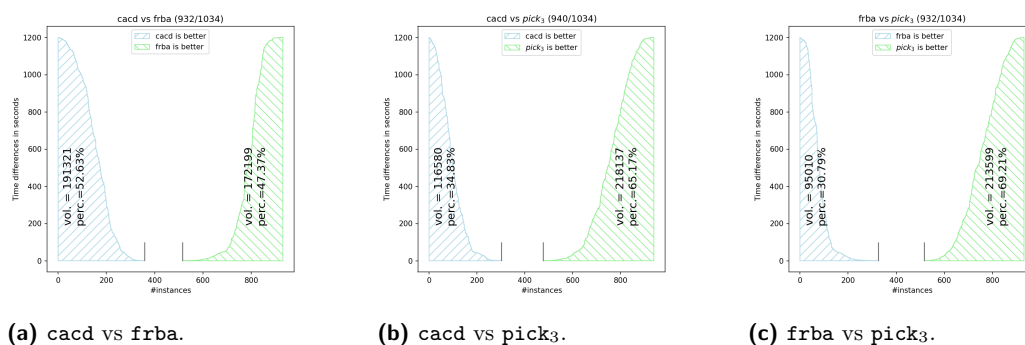 cacd vs frba (932/1034)
cacd is better
frba is better
Time differences in seconds
1200
1000
800
600
400
200
0
vol. = 191321
perc.=52.63%
vol. = 172199
perc.=47.37%
0 200 400 600 800
#instances
(a) cacd vs frba.
cacd vs pick₃ (940/1034)
cacd is better
pick₃ is better
Time differences in seconds
1200
1000
800
600
400
200
0
vol. = 116580
perc.=34.83%
vol. = 218137
perc.=65.17%
0 200 400 600 800
#instances
(b) cacd vs pick₃.
frba vs pick₃ (932/1034)
frba is better
pick₃ is better
Time differences in seconds
1200
1000
800
600
400
200
0
vol. = 95010
perc.=30.79%
vol. = 213599
perc.=69.21%
0 200 400 600 800
#instances
(c) frba vs pick₃.